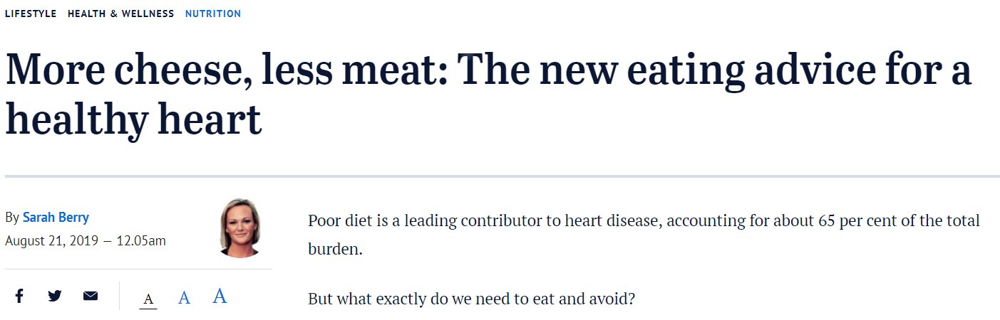 LIFESTYLE HEALTH & WELLNESS NUTRITION
More cheese, less meat: The new eating advice for a
healthy heart
By Sarah Berry
August 21, 2019 — 12.05am
A A A
Poor diet is a leading contributor to heart disease, accounting for about 65 per cent of the total
burden.
But what exactly do we need to eat and avoid?